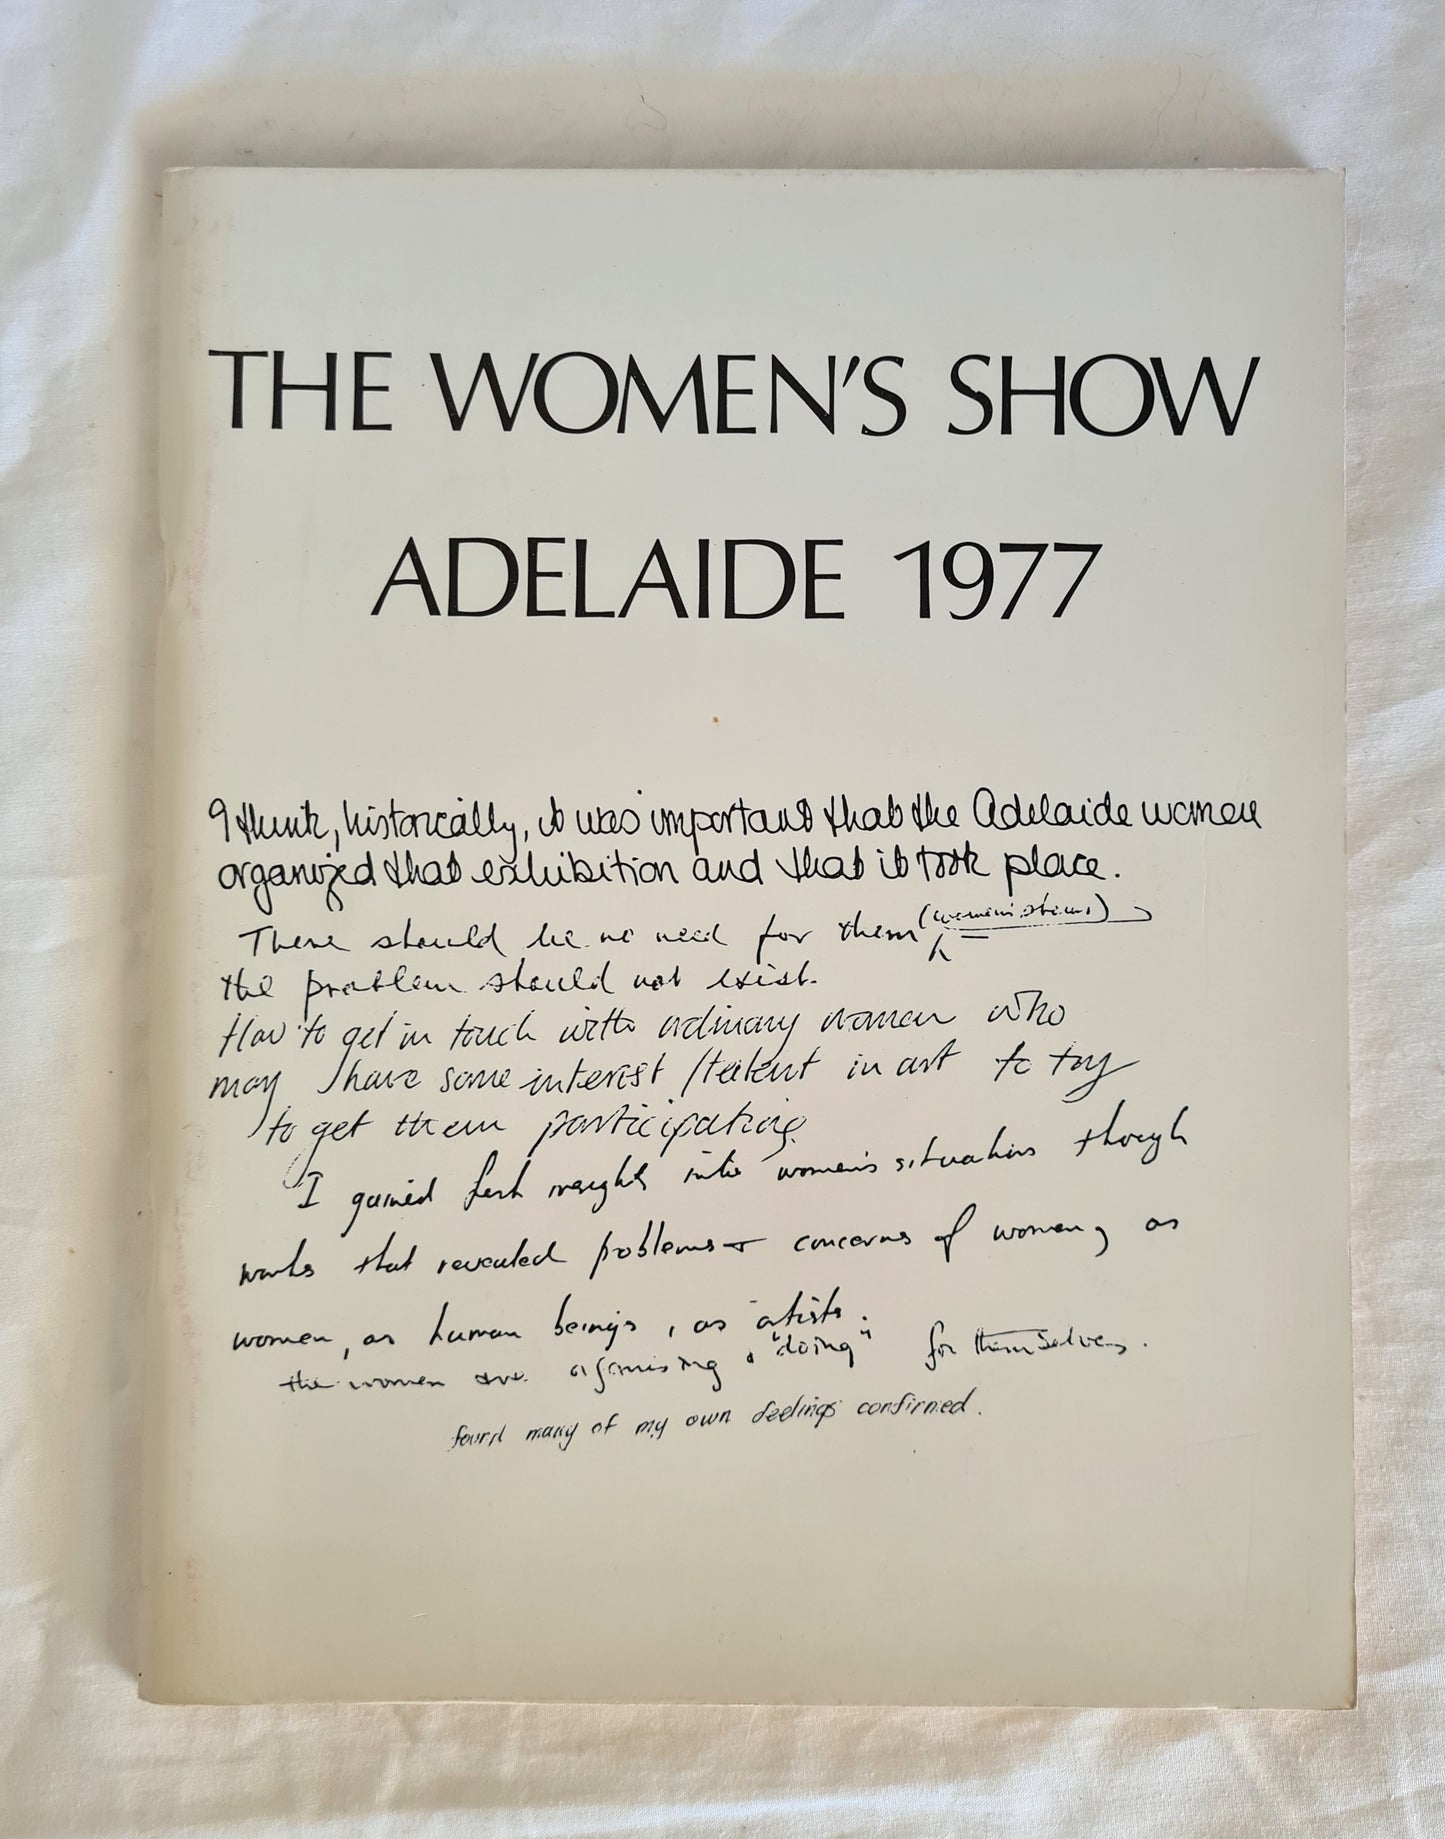 THE WOMEN'S SHOW
ADELAIDE 1977
I think, historically, it was important that the Adelaide women
organized that exhibition and that it took place.
There should be no need for them
the problem should not exist.
How to get in touch with ordinary women who
may have some interest /talent in art to try
to get them participating.
I gained fresh insights into women's situations through
works that revealed problems + concerns of women, as
women, as human beings, as artists.
the women are organising, "doing" for themselves.
found many of my own feelings confirmed.